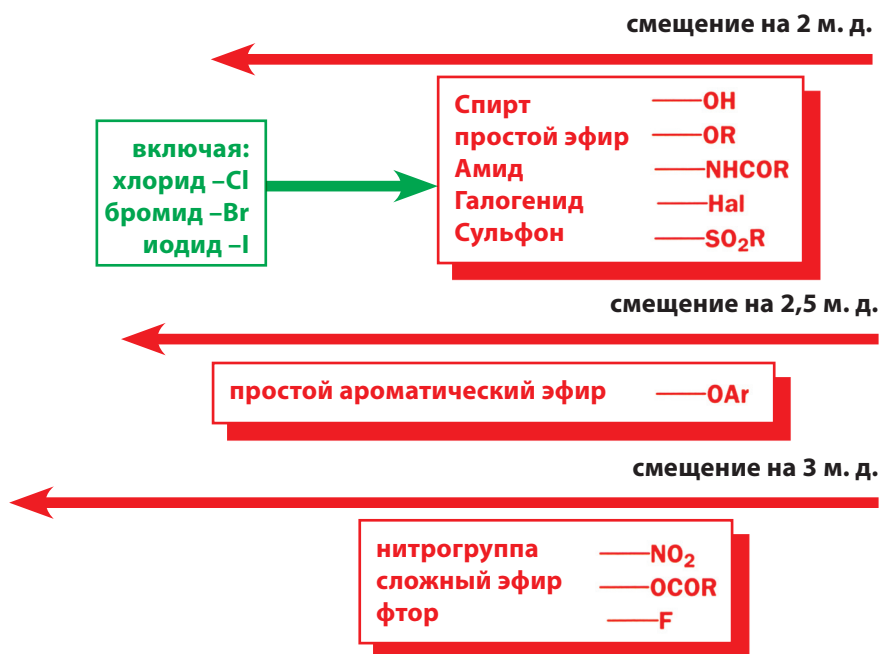 смещение на 2 м. д.
включая:
хлорид –Cl
бромид –Br
иодид –I
Спирт ——OH
простой эфир ——OR
Амид ——NHCOR
Галогенид ——Hal
Сульфон ——SO₂R
смещение на 2,5 м. д.
простой ароматический эфир ——OAr
смещение на 3 м. д.
нитрогруппа ——NO₂
сложный эфир ——OCOR
фтор ——F